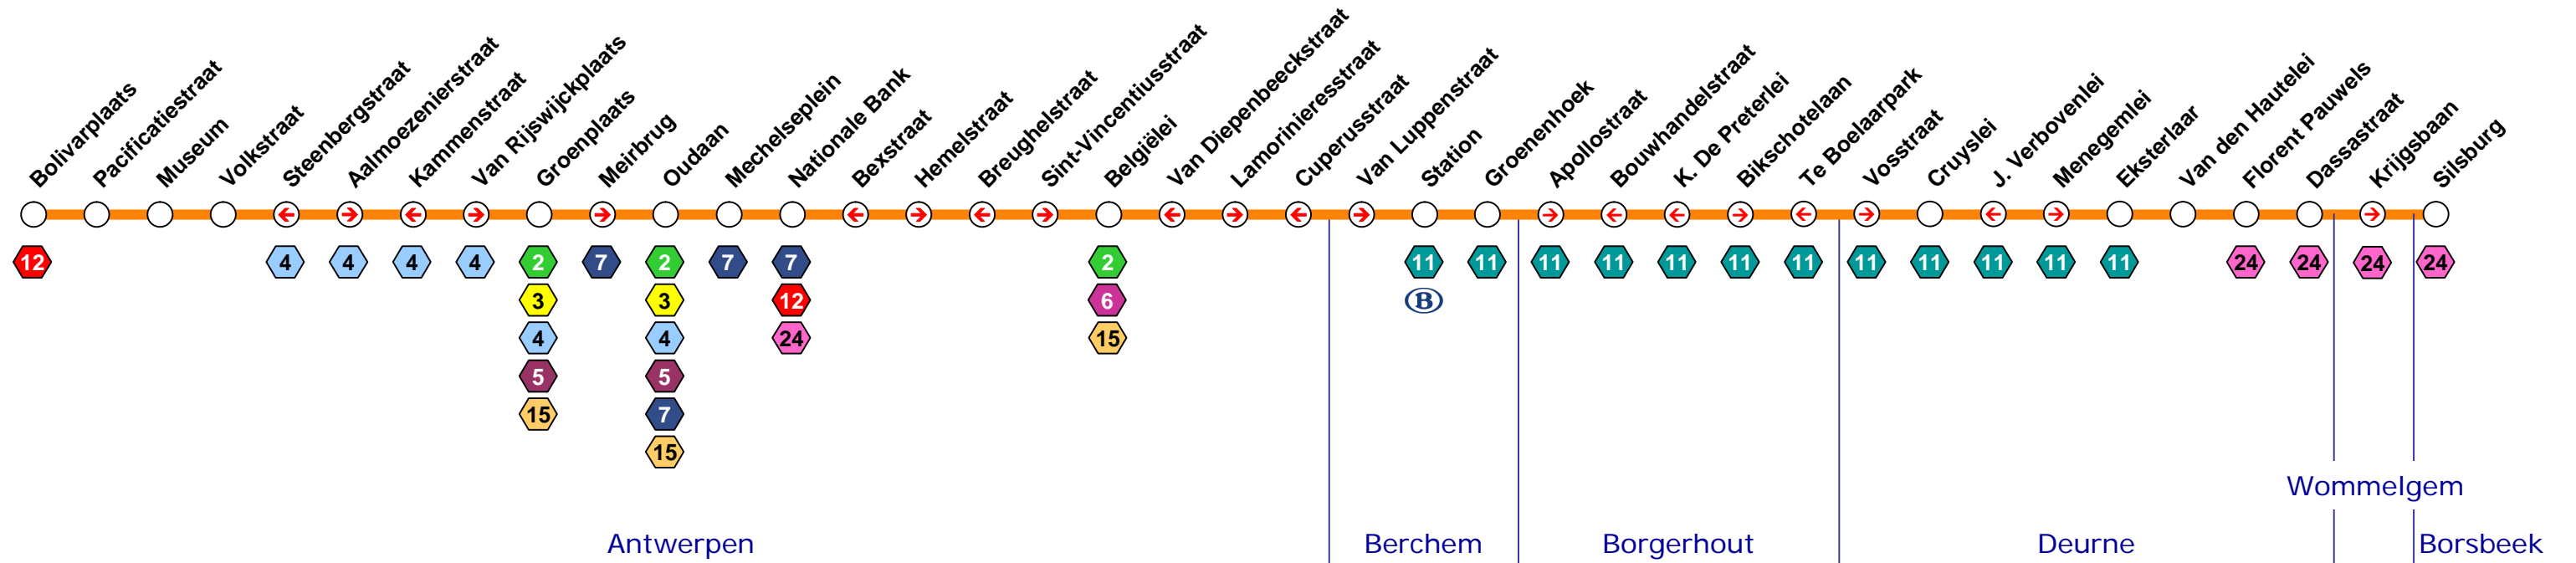 Bolivarplaats
Pacificatiestraat
Museum
Volkstraat
Steenbergstraat
Aalmoezenierstraat
Kammenstraat
Van Rijswijckplaats
Groenplaats
Meirbrug
Oudaan
Mechelseplein
Nationale Bank
Bexstraat
Hemelstraat
Breughelstraat
Sint-Vincentiusstraat
Belgiëlei
Van Diepenbeeckstraat
Lamorinieresstraat
Cuperusstraat
Van Luppenstraat
Station
Groenenhoek
Apollostraat
Bouwhandelstraat
K. De Preterlei
Bikschotelaan
Te Boelaarpark
Vosstraat
Cruyslei
J. Verbovenlei
Menegemlei
Eksterlaar
Van den Hautelei
Florent Pauwels
Dassastraat
Krijgsbaan
Silsburg
12 4 4 4 4 2 7 2 7 7 2 11 11 11 11 11 11 11 11 11 11 11 11 24 24 24 24
3 3 12 6 B
4 4 24 15
5 5
15 7
15
Wommelgem
Antwerpen Berchem Borgerhout Deurne Borsbeek